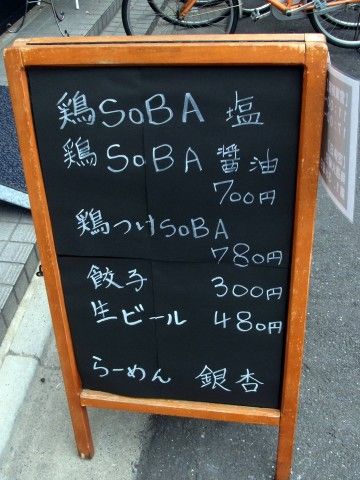 鶏SoBA 塩
鶏SoBA 醤油
700円
鶏つけSoBA
780円
餃子 300円
生ビール 480円
らーめん 銀杏